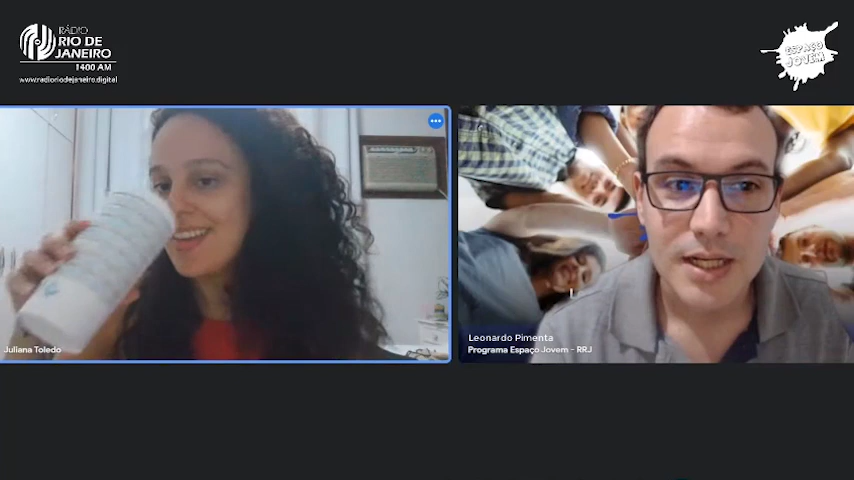 RÁDIO
RIO DE
JANEIRO
1400 AM
www.radioriodejaneiro.digital
ESPAÇO
JOVEM
Juliana Toledo
Leonardo Pimenta
Programa Espaço Jovem - RRJ